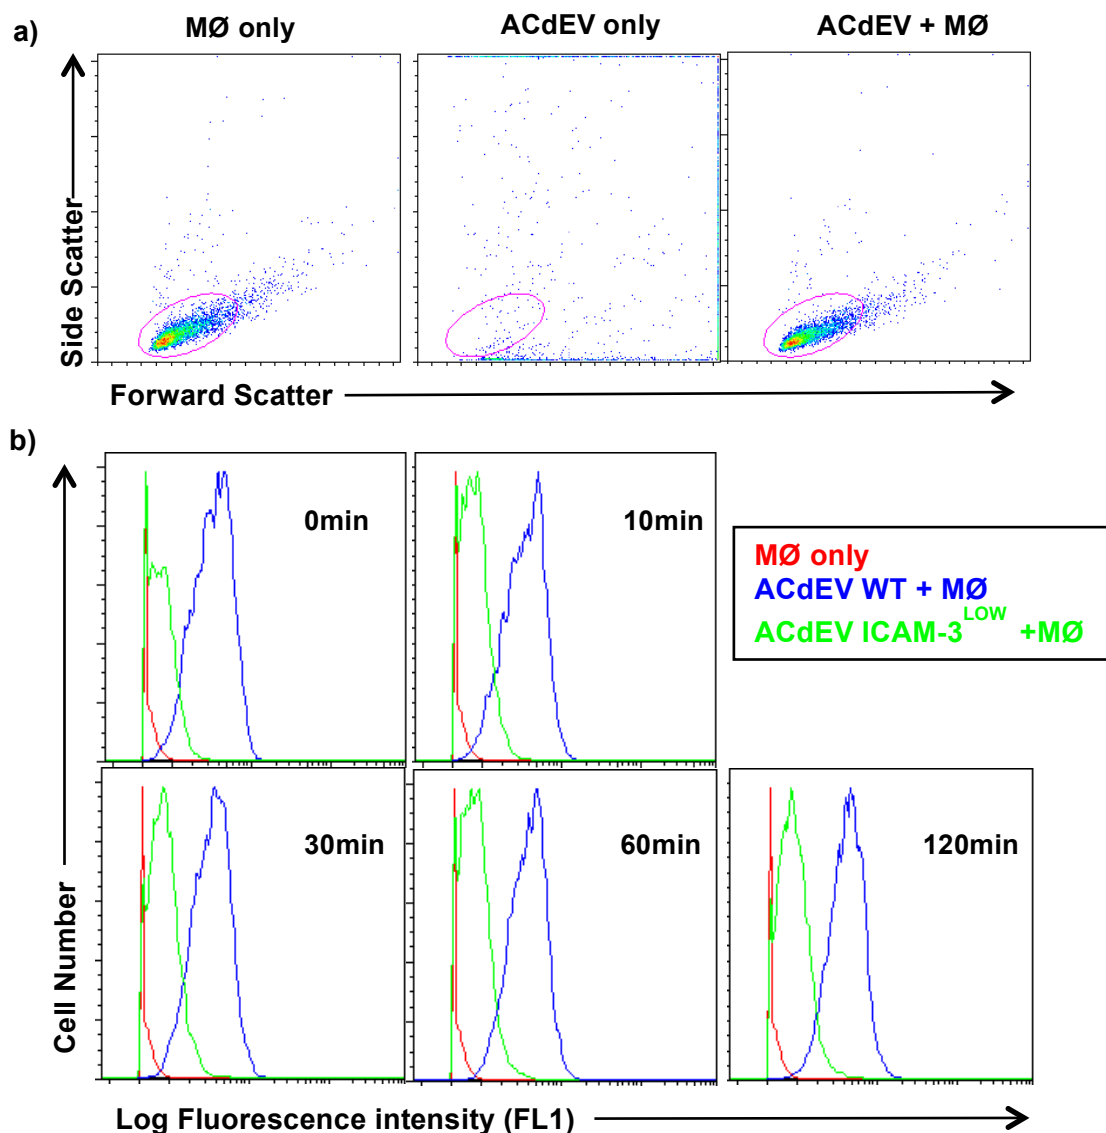 a)
MØ only
ACdEV only
ACdEV + MØ
Side Scatter
Forward Scatter
b)
0min
10min
MØ only
ACdEV WT + MØ
ACdEV ICAM-3LOW +MØ
30min
60min
120min
Cell Number
Log Fluorescence intensity (FL1)